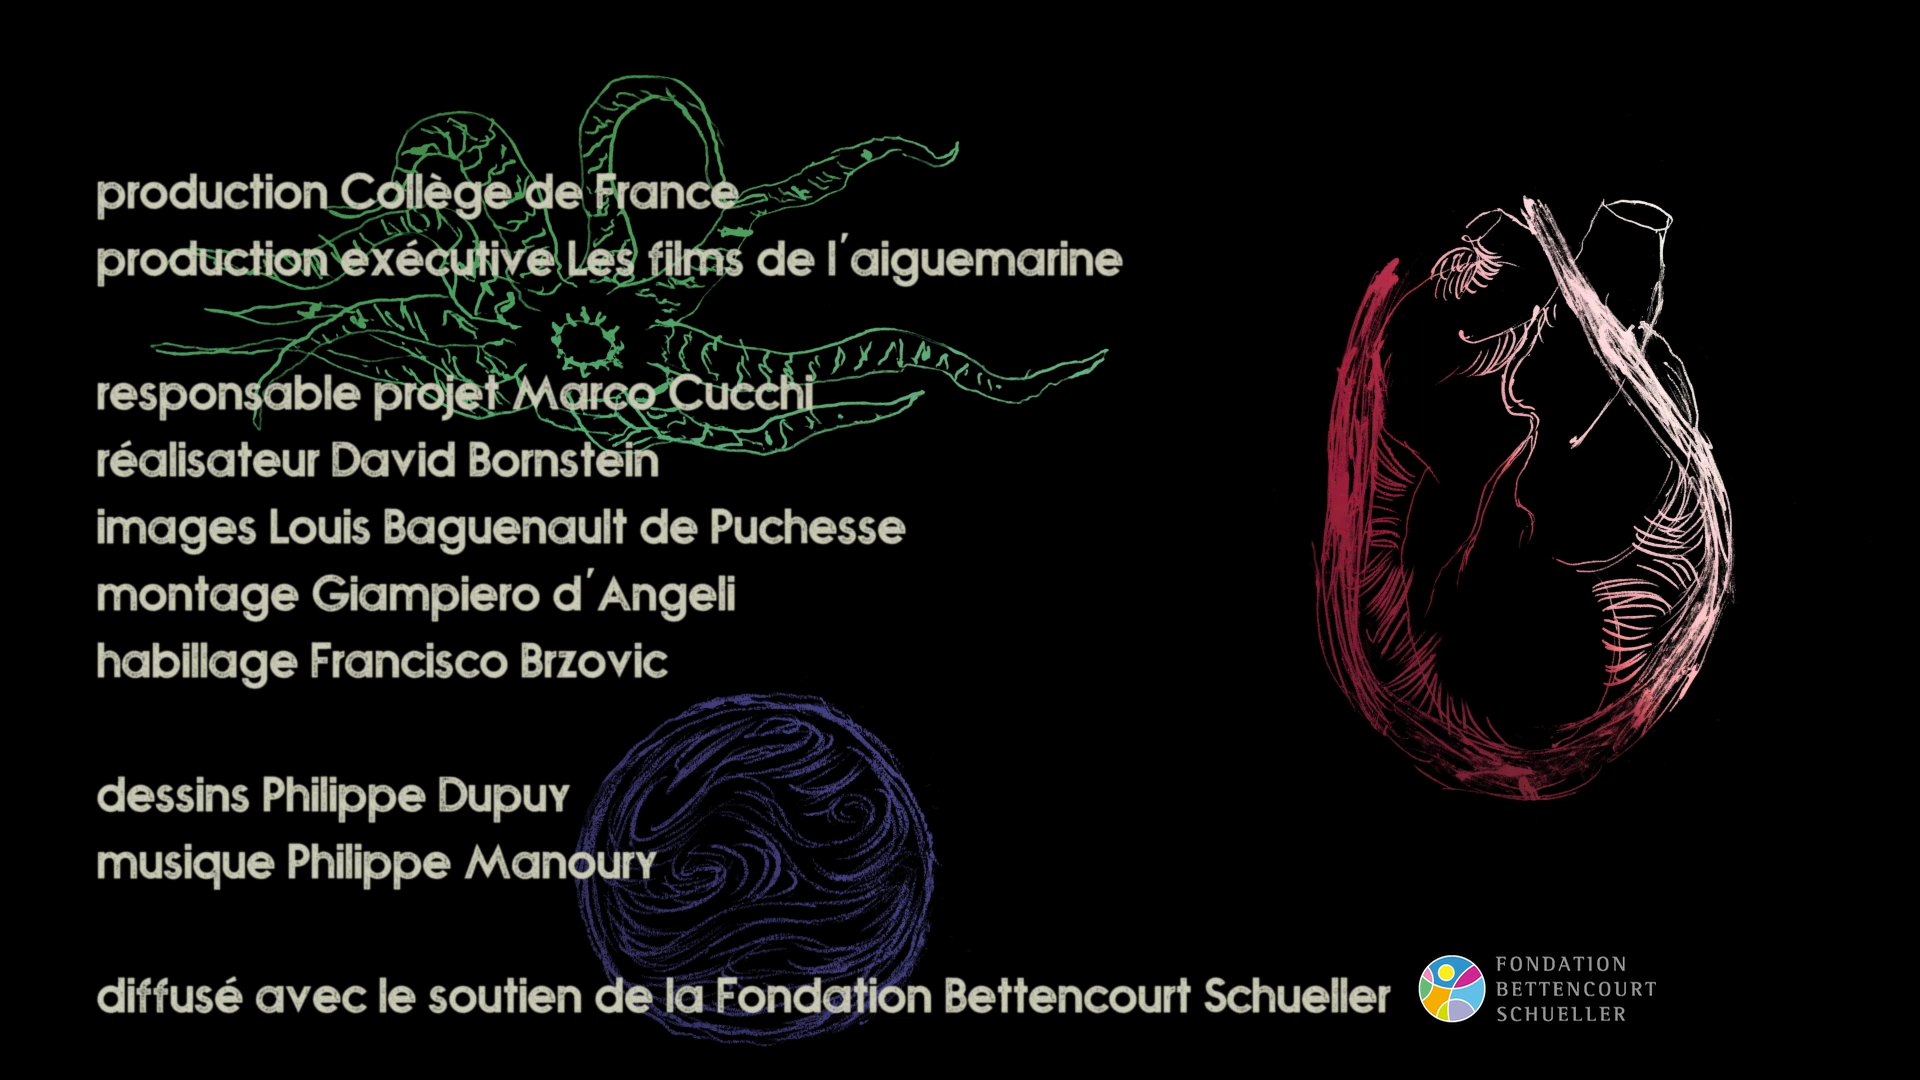 production Collège de France
production exécutive Les films de l'aiguemarine
responsable projet Marco Cucchi
réalisateur David Bornstein
images Louis Baguenault de Puchesse
montage Giampiero d'Angeli
habillage Francisco Brzovic
dessins Philippe Dupuy
musique Philippe Manoury
diffusé avec le soutien de la Fondation Bettencourt Schueller
FONDATION
BETTENCOURT
SCHUELLER